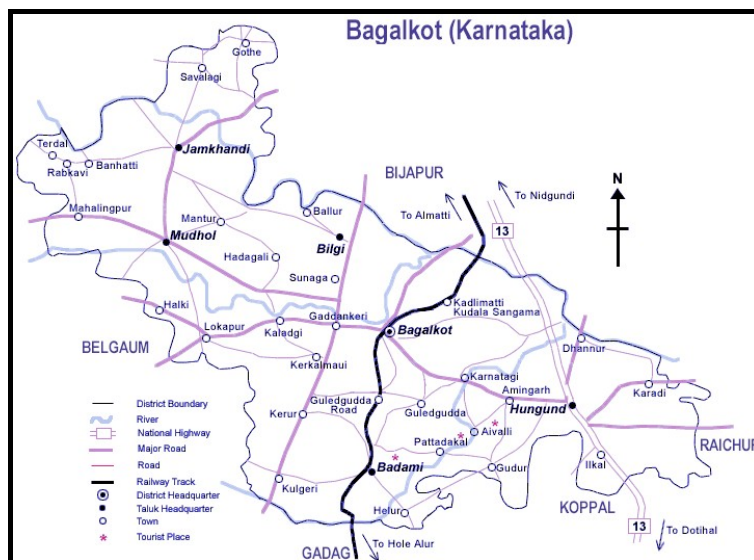 Bagalkot (Karnataka)
Gothe
Savalagi
Jamkhandi
Terdal
Rabkavi
Banhatti
BIJAPUR
To Nidgundi
N
Mahalingpur
Mantur
Ballur
To Almatti
13
Mudhol
Bilgi
Hadagali
Sunaga
Halki
Kaladgi
Gaddankeri
Kadlimatti
Kudala Sangama
Bagalkot
BELGAUM
Lokapur
Kerkalmaui
Dhannur
Karnatagi
Amingarh
Karadi
District Boundary
River
National Highway
Major Road
Road
Railway Track
District Headquarter
Taluk Headquarter
Town
Tourist Place
Guledgudda
Road
Guledgudda
Hungund
Kerur
Aivalli
Pattadakal
RAICHUR
Badami
Gudur
Ilkal
Kulgeri
Helur
KOPPAL
13
To Dotihal
To Hole Alur
GADAG